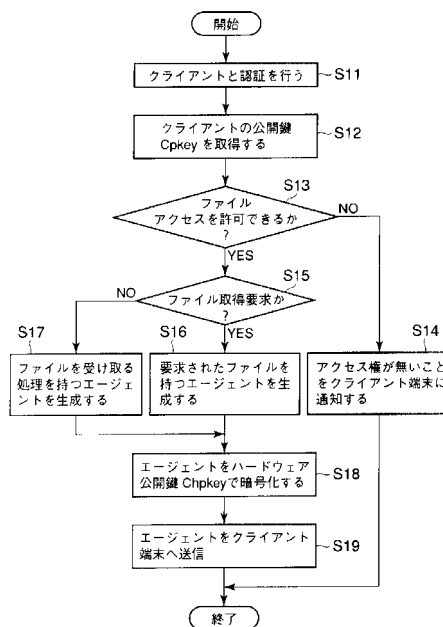 開始
クライアントと認証を行う
S11
クライアントの公開鍵
Cpkey を取得する
S12
S13
ファイル
アクセスを許可できるか
?
NO
YES
S15
NO
ファイル取得要求か
?
YES
S17
S16
S14
ファイルを受け取る
処理を持つエージェ
ントを生成する
要求されたファイルを
持つエージェントを生
成する
アクセス権が無いこと
をクライアント端末に
通知する
エージェントをハードウェア
公開鍵 Chpkeyで暗号化する
S18
エージェントをクライアント
端末へ送信
S19
終了